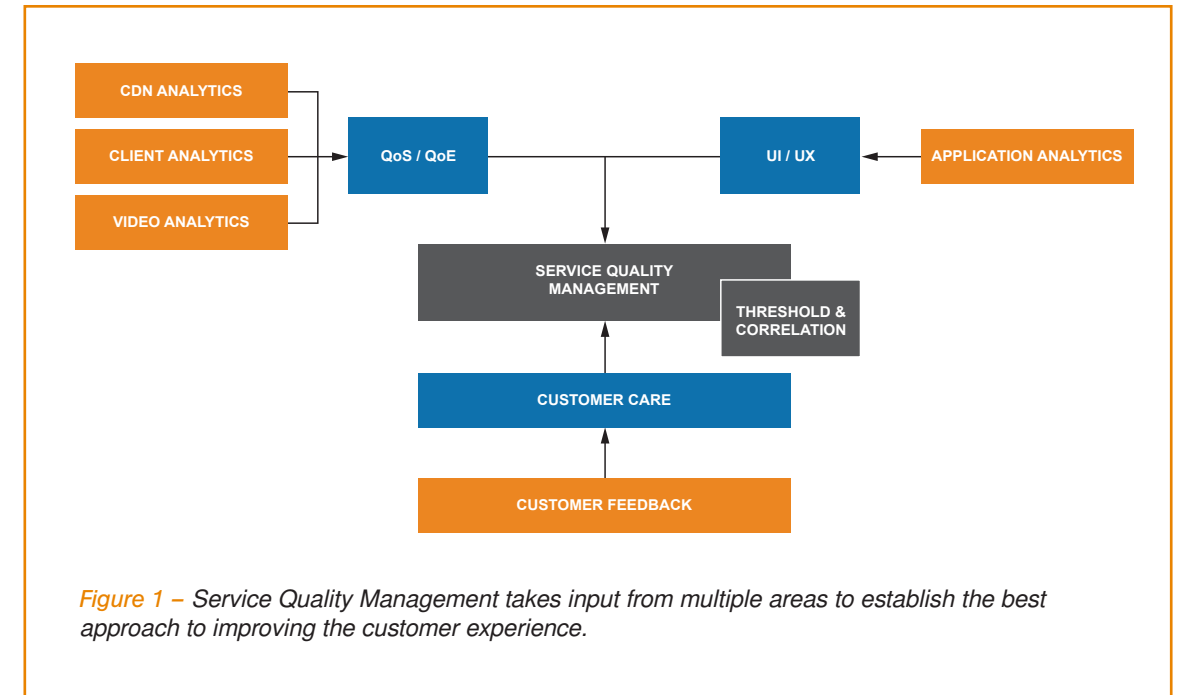 CDN ANALYTICS
CLIENT ANALYTICS
VIDEO ANALYTICS
QoS / QoE
UI / UX
APPLICATION ANALYTICS
SERVICE QUALITY
MANAGEMENT
THRESHOLD &
CORRELATION
CUSTOMER CARE
CUSTOMER FEEDBACK
Figure 1 – Service Quality Management takes input from multiple areas to establish the best
approach to improving the customer experience.